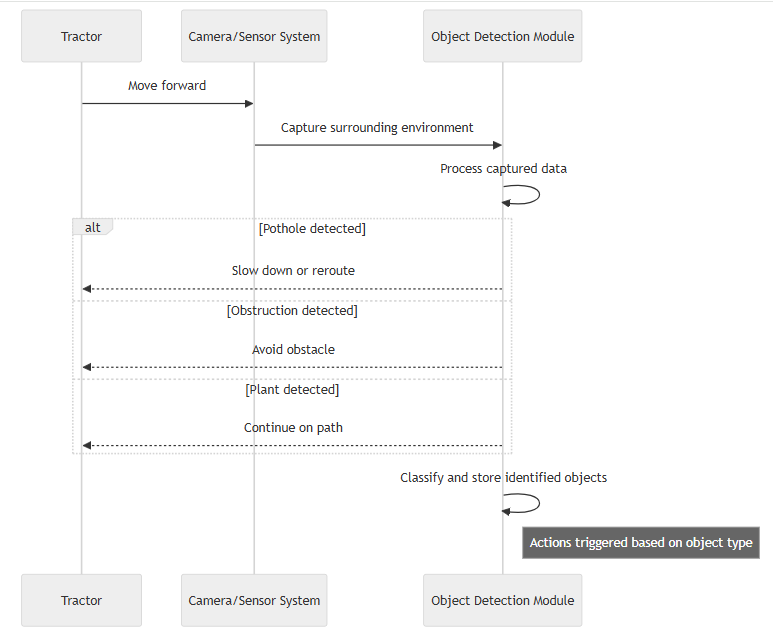 Tractor
Camera/Sensor System
Object Detection Module
Move forward
Capture surrounding environment
Process captured data
alt
[Pothole detected]
Slow down or reroute
[Obstruction detected]
Avoid obstacle
[Plant detected]
Continue on path
Classify and store identified objects
Actions triggered based on object type
Tractor
Camera/Sensor System
Object Detection Module